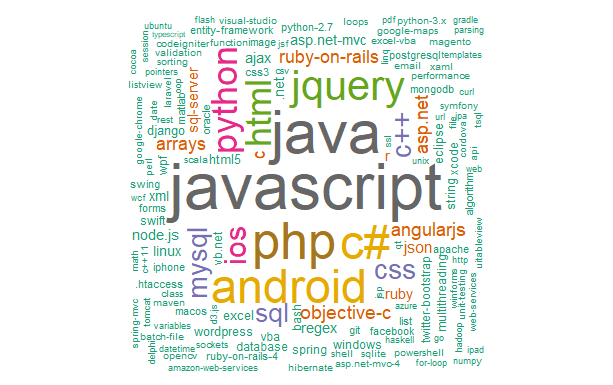 ubuntu
flash visual-studio loops pdf python-3.x gradle
typescript entity-framework python-2.7 google-maps parsing
session codeigniter function image jsf asp.net-mvc excel-vba magento
cocoa validation ajax ruby-on-rails linq postgresql templates
sorting css3 csv email xaml
pointers .net performance
listview laravel matlab oop sql-server python html jquery mongodb curl
date oracle java c++ asp.net symfony
google-chrome rest url jpa tsql
django eclipse file cordova
arrays ssl
perl wpf scala html5 c r unix xcode api web
swing javascript string algorithm
wcf xml
forms
swift php c# angularjs
node.js ios vb.net qt json apache uitableview
math c++11 linux http
iphone mysql css twitter-bootstrap multithreading
.htaccess android jsp ruby winforms unit-testing web-services
class
spring-mvc tomcat maven macos d3.js sql bash objective-c azure hadoop
variables excel regex list go
batch-file wordpress git facebook
delphi datetime sockets vba haskell
opencv ruby-on-rails-4 database spring windows powershell ipad
shell sqlite asp.net-mvc-4 for-loop numpy
amazon-web-services hibernate